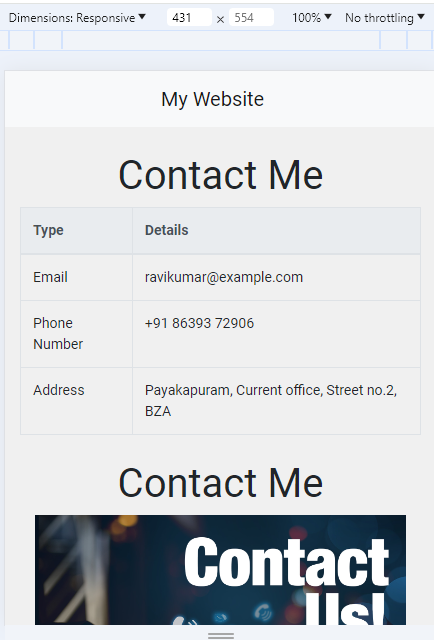 Dimensions: Responsive 431 × 554 100% No throttling
My Website
Contact Me
Type Details
Email ravikumar@example.com
Phone Number +91 86393 72906
Address Payakapuram, Current office, Street no.2,
BZA
Contact Me
Contact
Us!